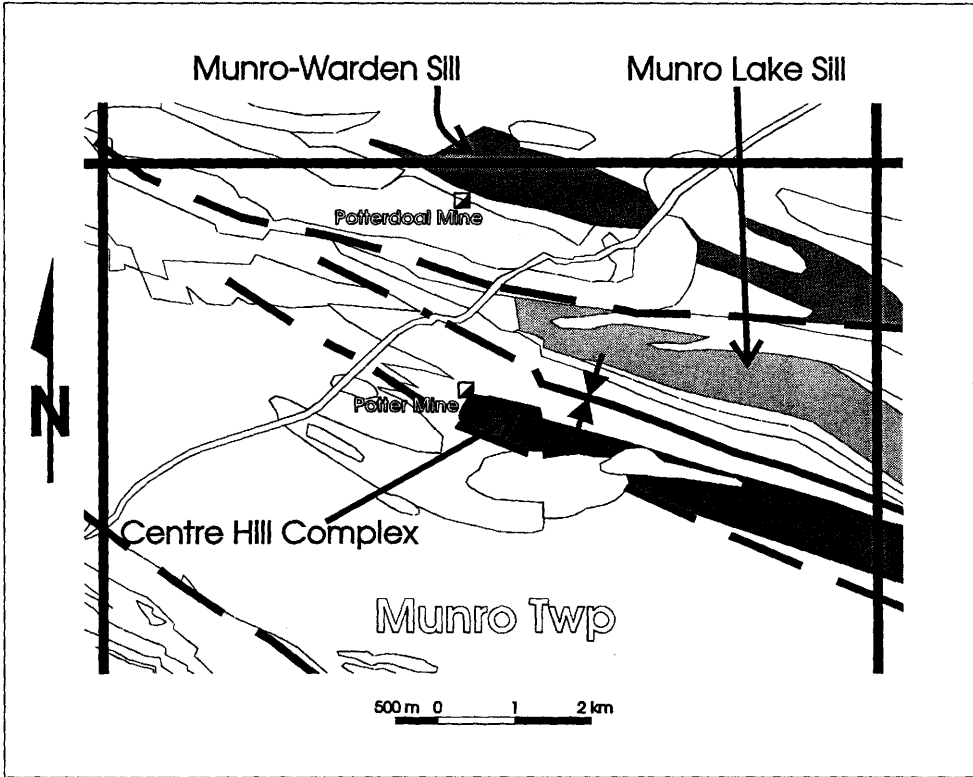 Munro-Warden Sill
Munro Lake Sill
Potterdoal Mine
N
Potter Mine
Centre Hill Complex
Munro Twp
500 m 0 1 2 km